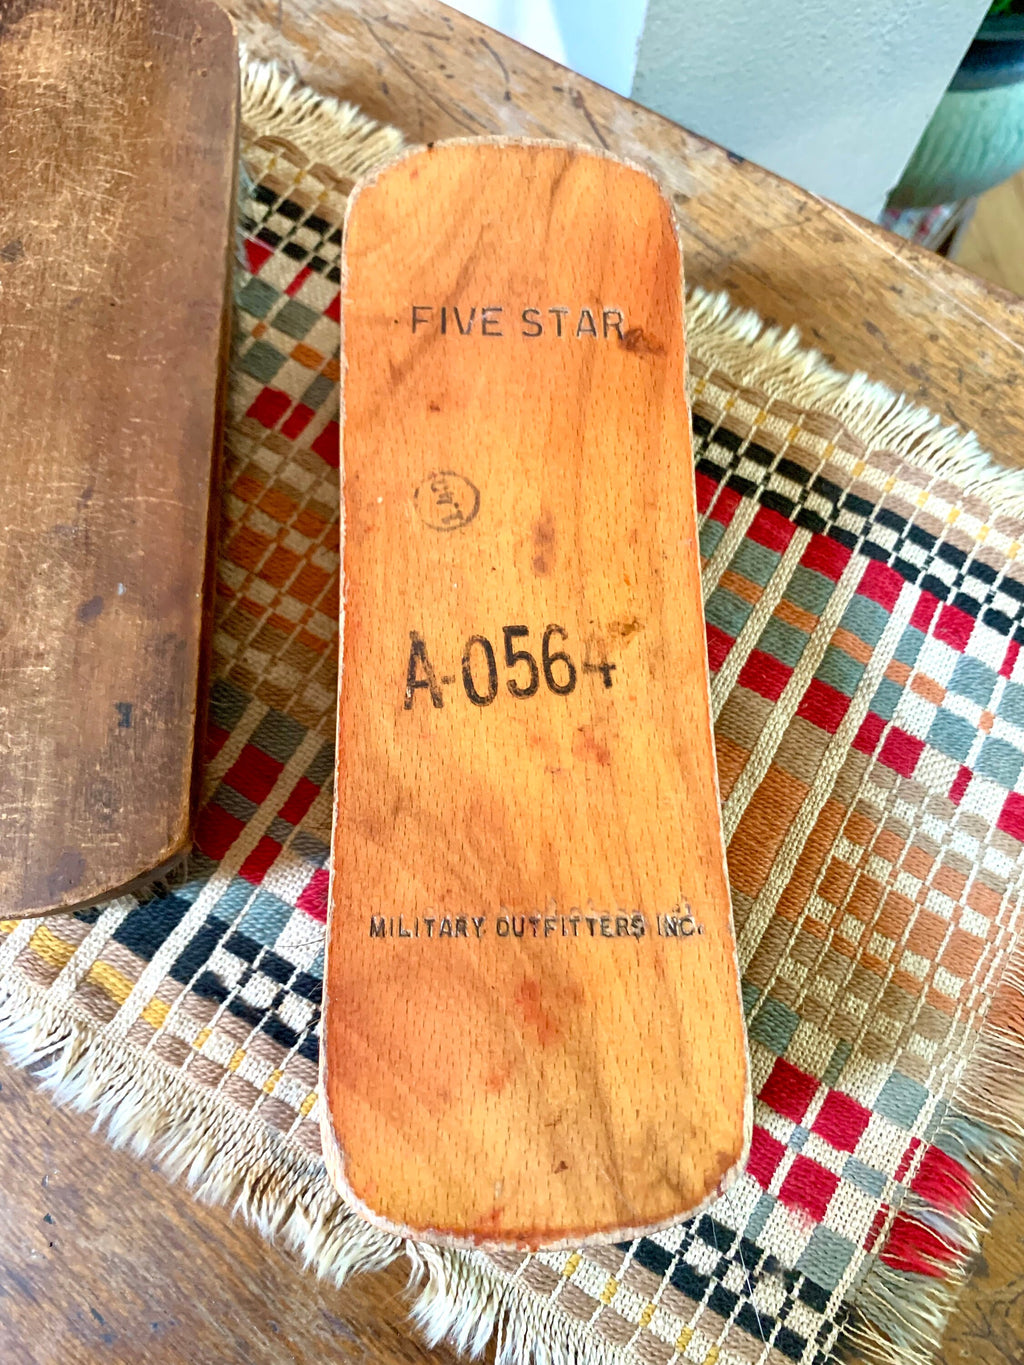 FIVE STAR
A-0564
MILITARY OUTFITTERS INC.